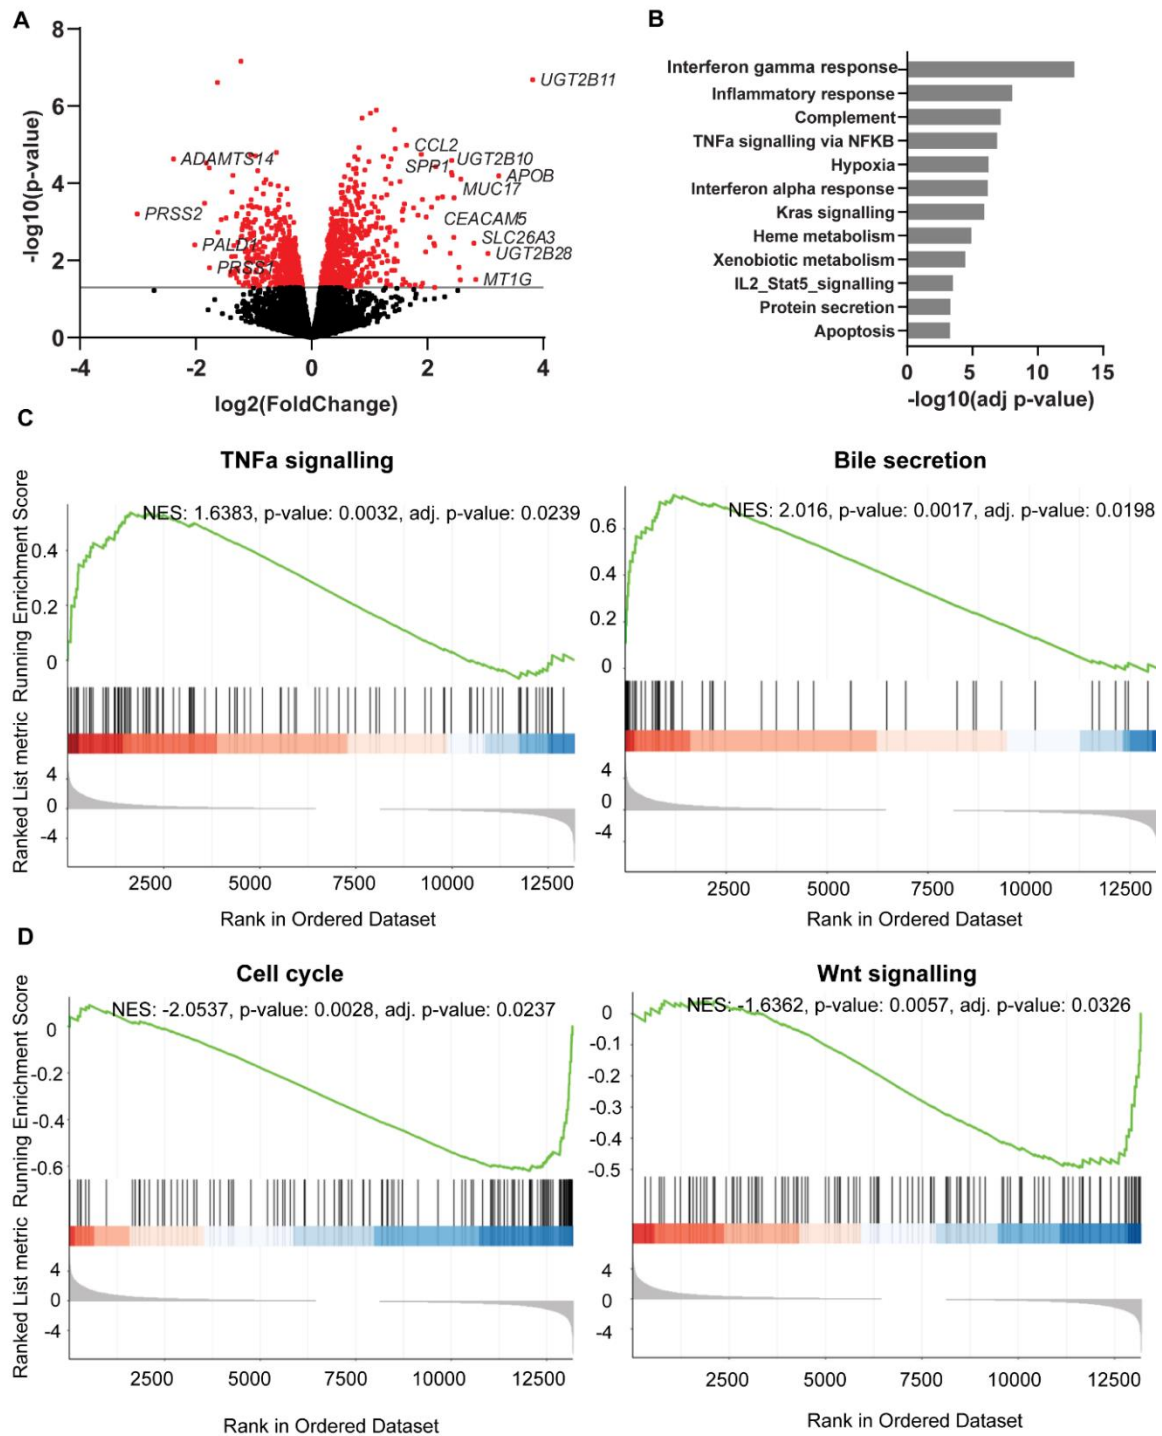 A
8
6
4
2
0
-log10(p-value)
UGT2B11
ADAMTS14
CCL2
UGT2B10
SPP1
APOB
MUC17
PRSS2
CEACAM5
PALD1
SLC26A3
UGT2B28
PRSS1
MT1G
-4 -2 0 2 4
log2(FoldChange)
B
Interferon gamma response
Inflammatory response
Complement
TNFa signalling via NFKB
Hypoxia
Interferon alpha response
Kras signalling
Heme metabolism
Xenobiotic metabolism
IL2_Stat5_signalling
Protein secretion
Apoptosis
0 5 10 15
-log10(adj p-value)
C
TNFa signalling
NES: 1.6383, p-value: 0.0032, adj. p-value: 0.0239
Running Enrichment Score
0.4
0.2
0
Ranked List metric
4
0
-4
2500 5000 7500 10000 12500
Rank in Ordered Dataset
Bile secretion
NES: 2.016, p-value: 0.0017, adj. p-value: 0.0198
0.6
0.4
0.2
0
4
0
-4
2500 5000 7500 10000 12500
Rank in Ordered Dataset
D
Cell cycle
NES: -2.0537, p-value: 0.0028, adj. p-value: 0.0237
Running Enrichment Score
0
-0.2
-0.4
-0.6
Ranked List metric
4
0
-4
2500 5000 7500 10000 12500
Rank in Ordered Dataset
Wnt signalling
NES: -1.6362, p-value: 0.0057, adj. p-value: 0.0326
0
-0.1
-0.2
-0.3
-0.4
-0.5
4
0
-4
2500 5000 7500 10000 12500
Rank in Ordered Dataset